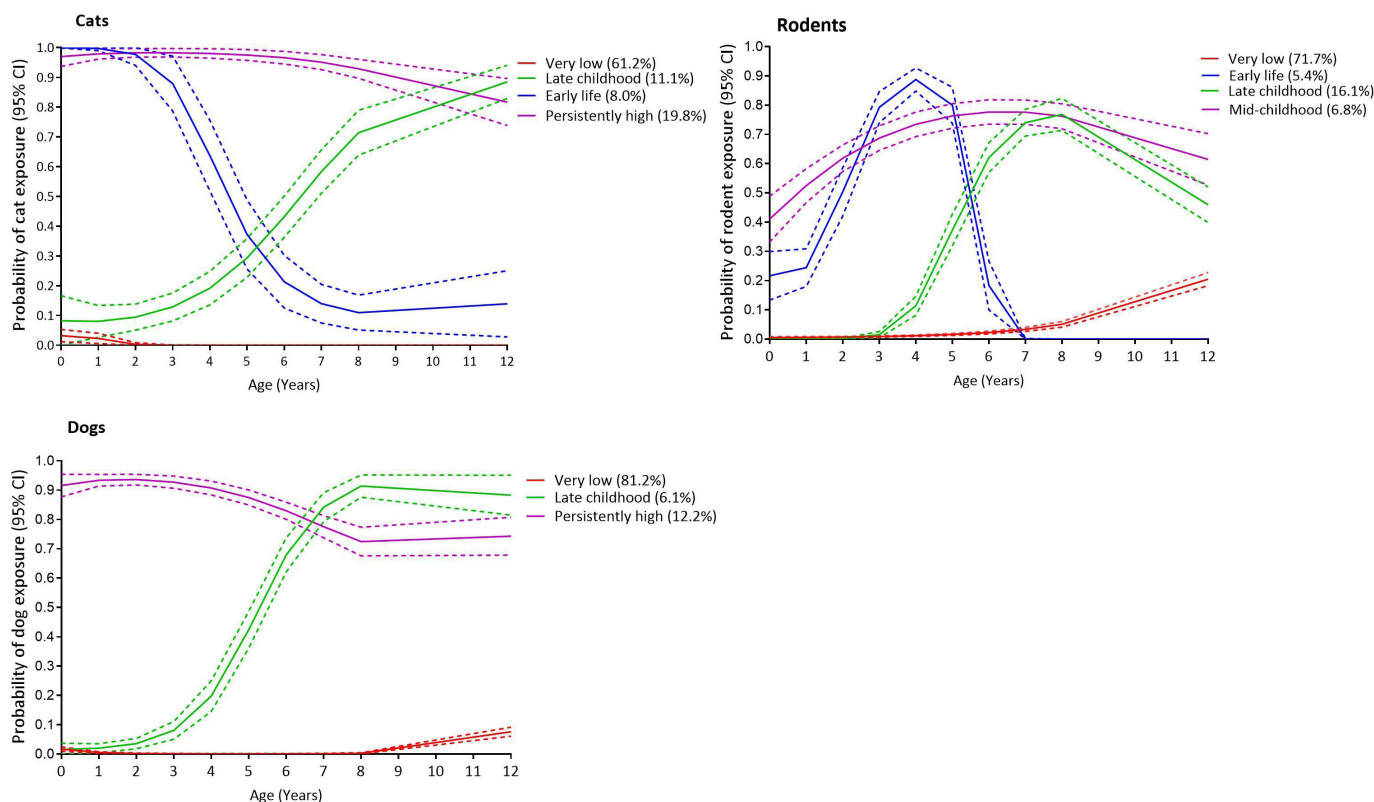 Cats
Probability of cat exposure (95% CI)
1.0
0.9
0.8
0.7
0.6
0.5
0.4
0.3
0.2
0.1
0.0
0 1 2 3 4 5 6 7 8 9 10 11 12
Age (Years)
Very low (61.2%)
Late childhood (11.1%)
Early life (8.0%)
Persistently high (19.8%)
Rodents
Probability of rodent exposure (95% CI)
1.0
0.9
0.8
0.7
0.6
0.5
0.4
0.3
0.2
0.1
0.0
0 1 2 3 4 5 6 7 8 9 10 11 12
Age (Years)
Very low (71.7%)
Early life (5.4%)
Late childhood (16.1%)
Mid-childhood (6.8%)
Dogs
Probability of dog exposure (95% CI)
1.0
0.9
0.8
0.7
0.6
0.5
0.4
0.3
0.2
0.1
0.0
0 1 2 3 4 5 6 7 8 9 10 11 12
Age (Years)
Very low (81.2%)
Late childhood (6.1%)
Persistently high (12.2%)